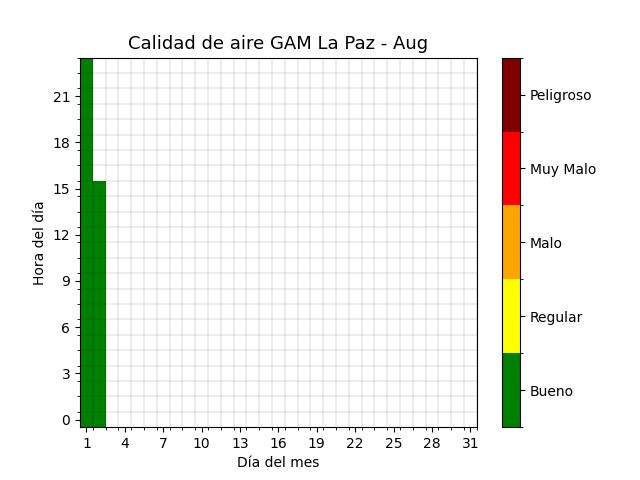 Calidad de aire GAM La Paz - Aug
Hora del día
21
18
15
12
9
6
3
0
1 4 7 10 13 16 19 22 25 28 31
Día del mes
Peligroso
Muy Malo
Malo
Regular
Bueno